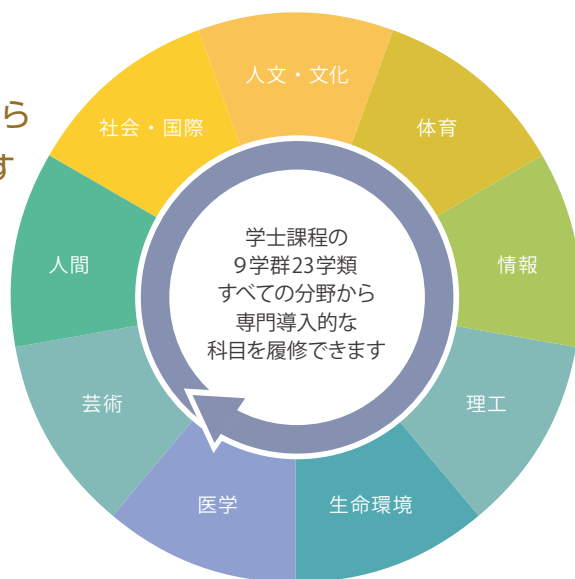 ら
す
人文・文化
社会・国際
体育
人間
情報
学士課程の
9学群23学類
すべての分野から
専門導入的な
科目を履修できます
芸術
理工
医学
生命環境